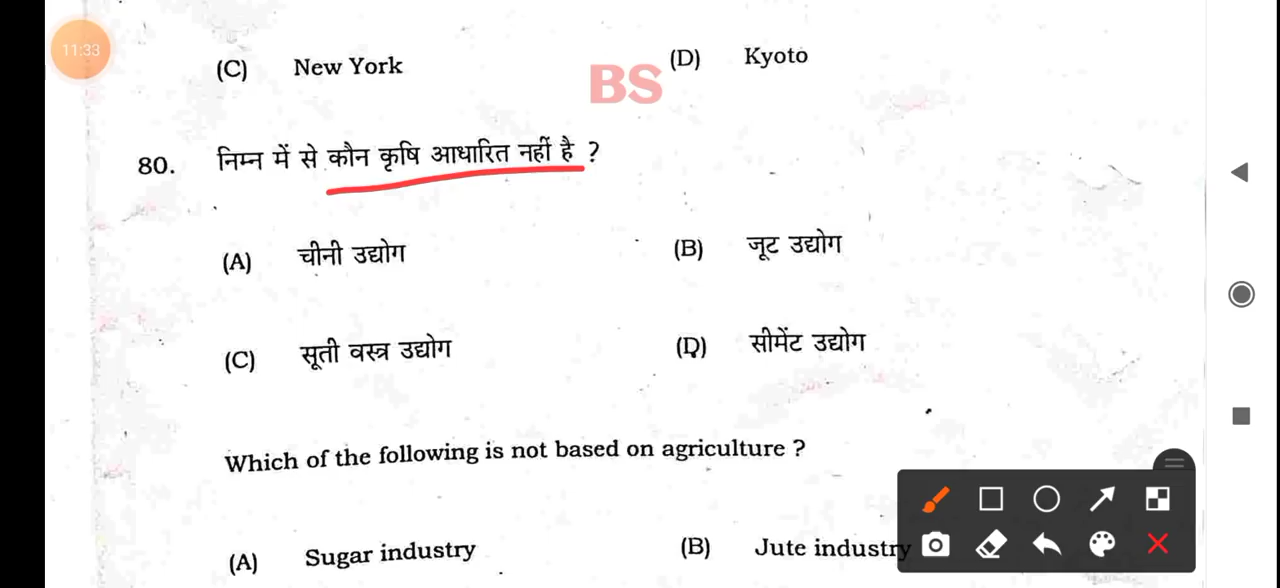 11:33
(C) New York (D) Kyoto
BS
80. निम्न में से कौन कृषि आधारित नहीं है ?
(A) चीनी उद्योग (B) जूट उद्योग
(C) सूती वस्त्र उद्योग (D) सीमेंट उद्योग
Which of the following is not based on agriculture ?
(A) Sugar industry (B) Jute industry